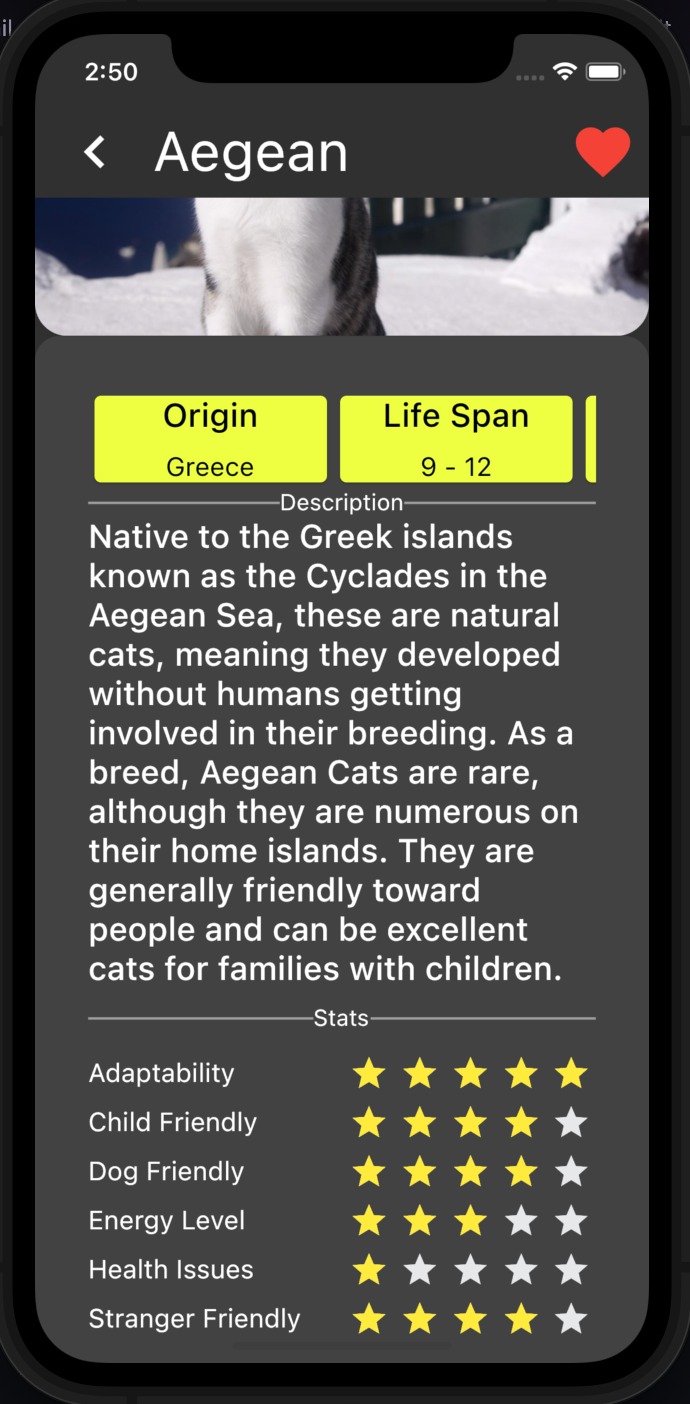 2:50
Aegean
Origin
Life Span
Greece
9 - 12
Description
Native to the Greek islands
known as the Cyclades in the
Aegean Sea, these are natural
cats, meaning they developed
without humans getting
involved in their breeding. As a
breed, Aegean Cats are rare,
although they are numerous on
their home islands. They are
generally friendly toward
people and can be excellent
cats for families with children.
Stats
Adaptability
Child Friendly
Dog Friendly
Energy Level
Health Issues
Stranger Friendly